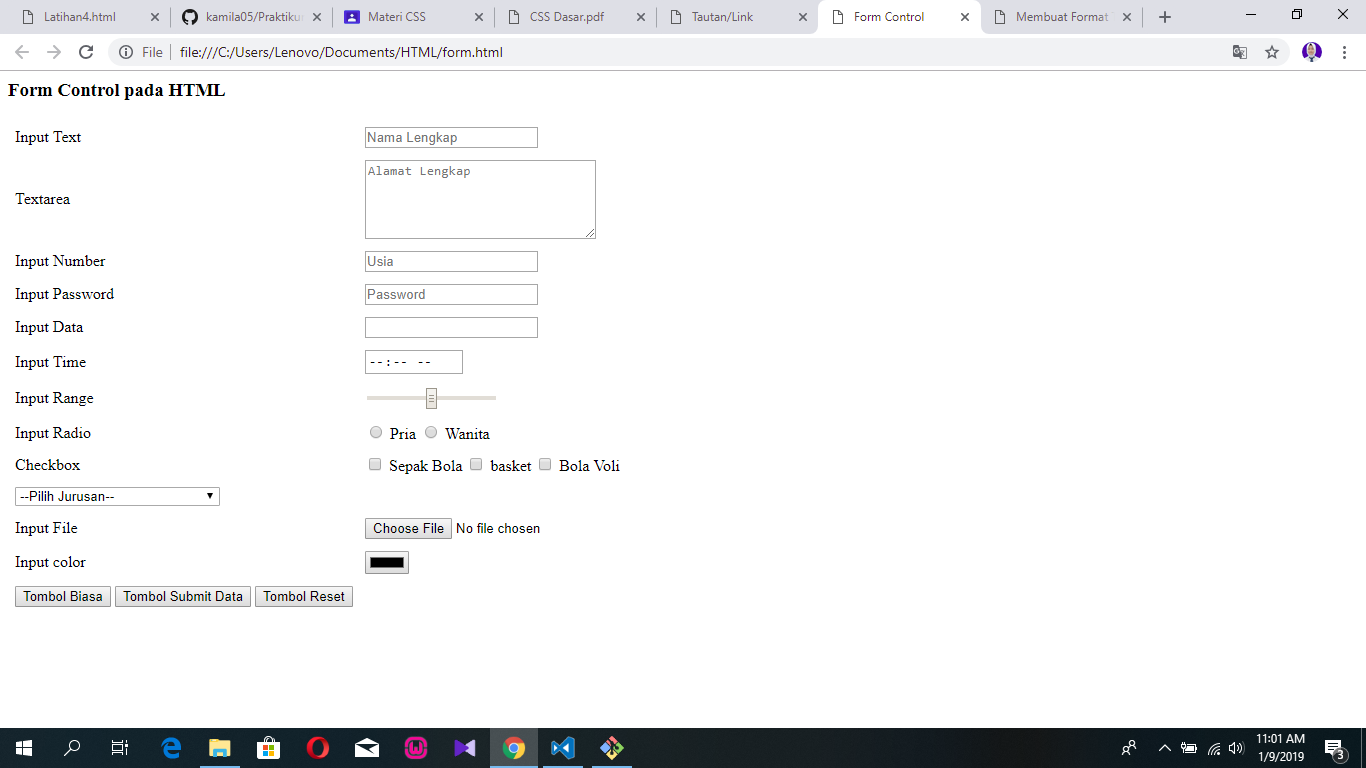 Latihan4.html
kamila05/Praktiku
Materi CSS
CSS Dasar.pdf
Tautan/Link
Form Control
Membuat Format
File
file:///C:/Users/Lenovo/Documents/HTML/form.html
Form Control pada HTML
Input Text Nama Lengkap
Textarea Alamat Lengkap
Input Number Usia
Input Password Password
Input Data
Input Time --:-- --
Input Range
Input Radio Pria Wanita
Checkbox Sepak Bola basket Bola Voli
--Pilih Jurusan--
Input File Choose File No file chosen
Input color
Tombol Biasa Tombol Submit Data Tombol Reset
11:01 AM
1/9/2019
3